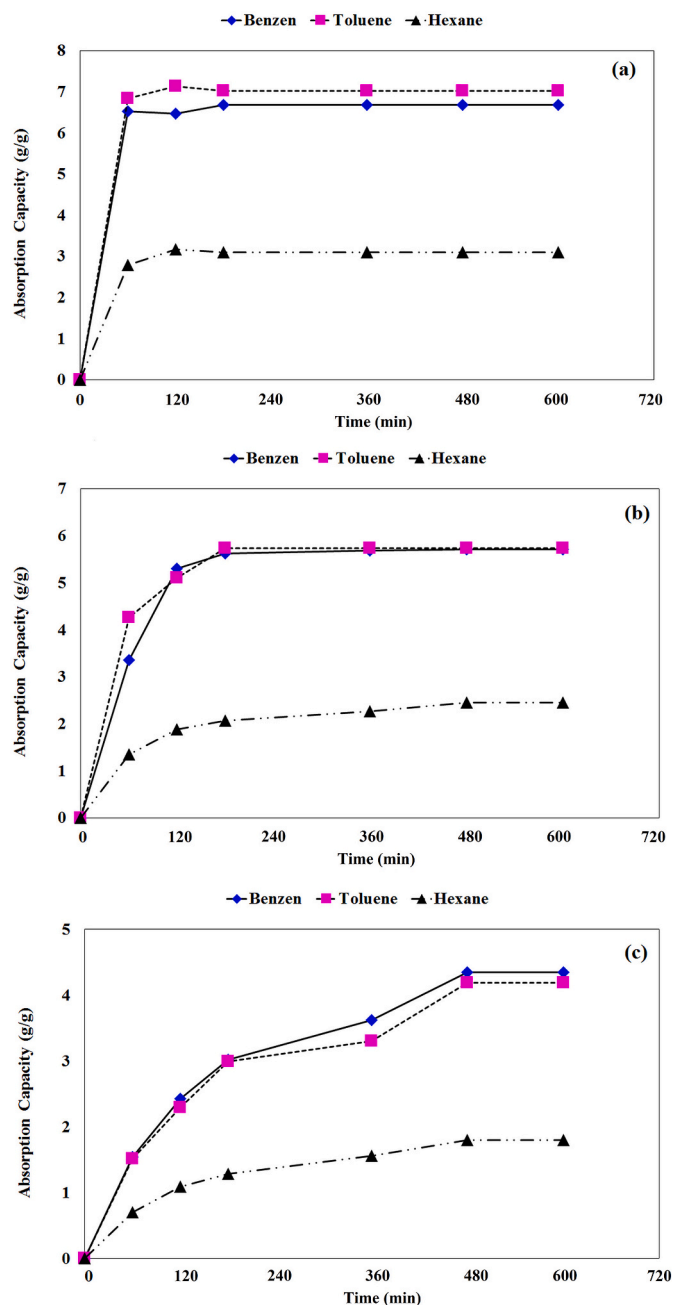 Benzen Toluene Hexane
(a)
8
7
6
5
4
3
2
1
0
Absorption Capacity (g/g)
0 120 240 360 480 600 720
Time (min)
Benzen Toluene Hexane
(b)
7
6
5
4
3
2
1
0
Absorption Capacity (g/g)
0 120 240 360 480 600 720
Time (min)
Benzen Toluene Hexane
(c)
5
4
3
2
1
0
Absorption Capacity (g/g)
0 120 240 360 480 600 720
Time (min)